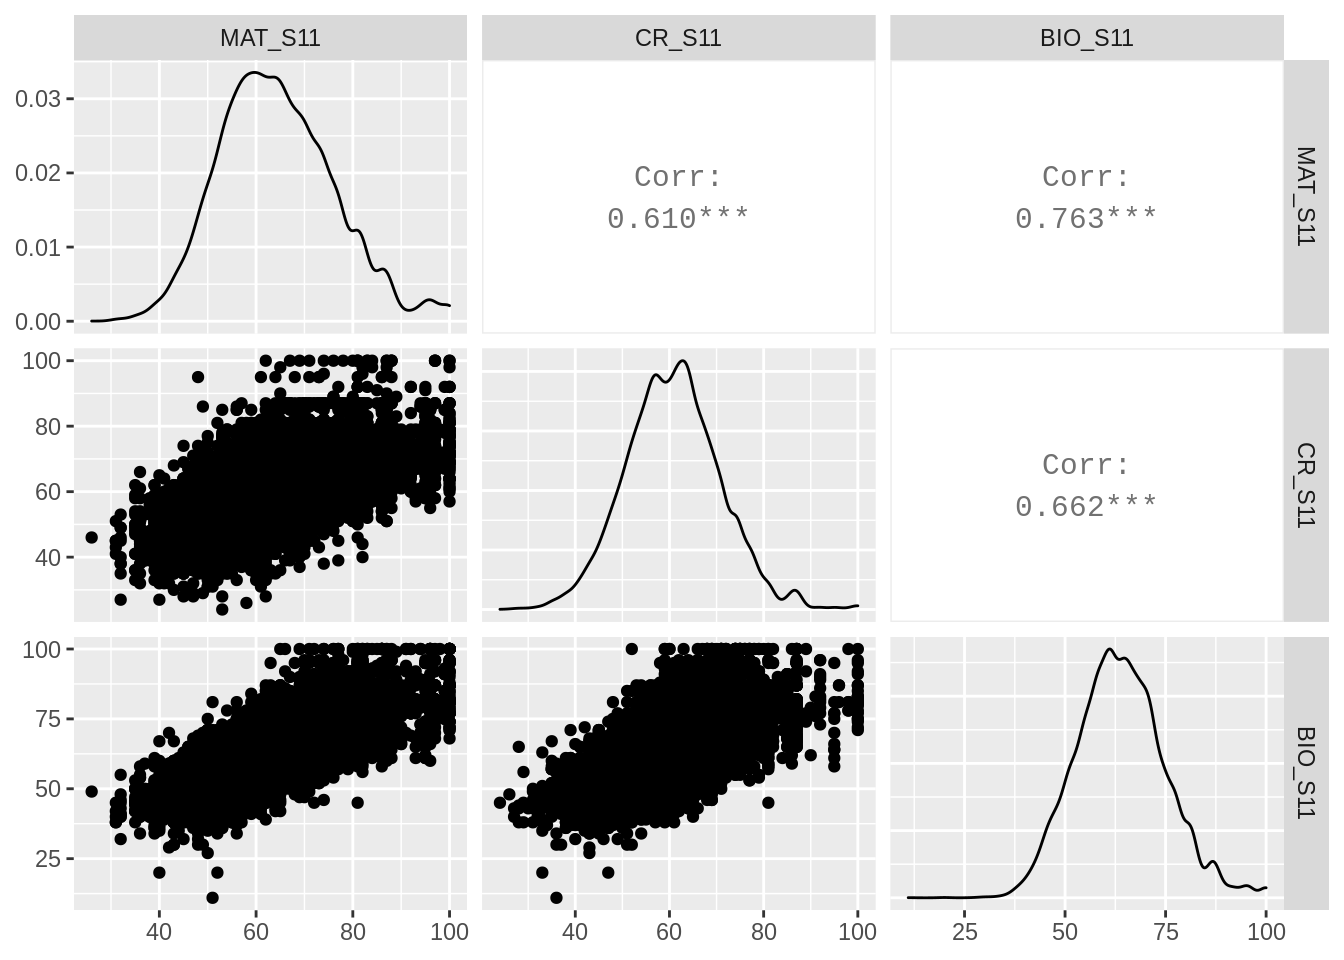 MAT_S11 CR_S11 BIO_S11
0.03
0.02
0.01
0.00
Corr:
0.610***
Corr:
0.763***
MAT_S11
100
80
60
40
Corr:
0.662***
CR_S11
100
75
50
25
BIO_S11
40 60 80 100 40 60 80 100 25 50 75 100